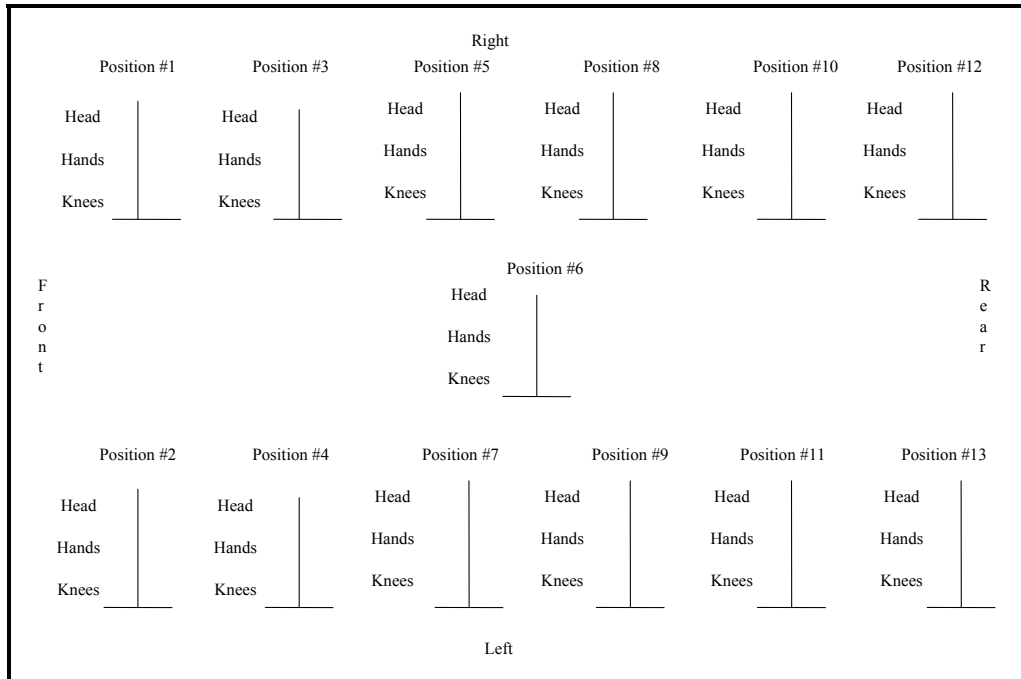 Right
Position #1 Position #3 Position #5 Position #8 Position #10 Position #12
Head Head Head Head Head Head
Hands Hands Hands Hands Hands Hands
Knees Knees Knees Knees Knees Knees
Front
Rear
Position #6
Head
Hands
Knees
Position #2 Position #4 Position #7 Position #9 Position #11 Position #13
Head Head Head Head Head Head
Hands Hands Hands Hands Hands Hands
Knees Knees Knees Knees Knees Knees
Left